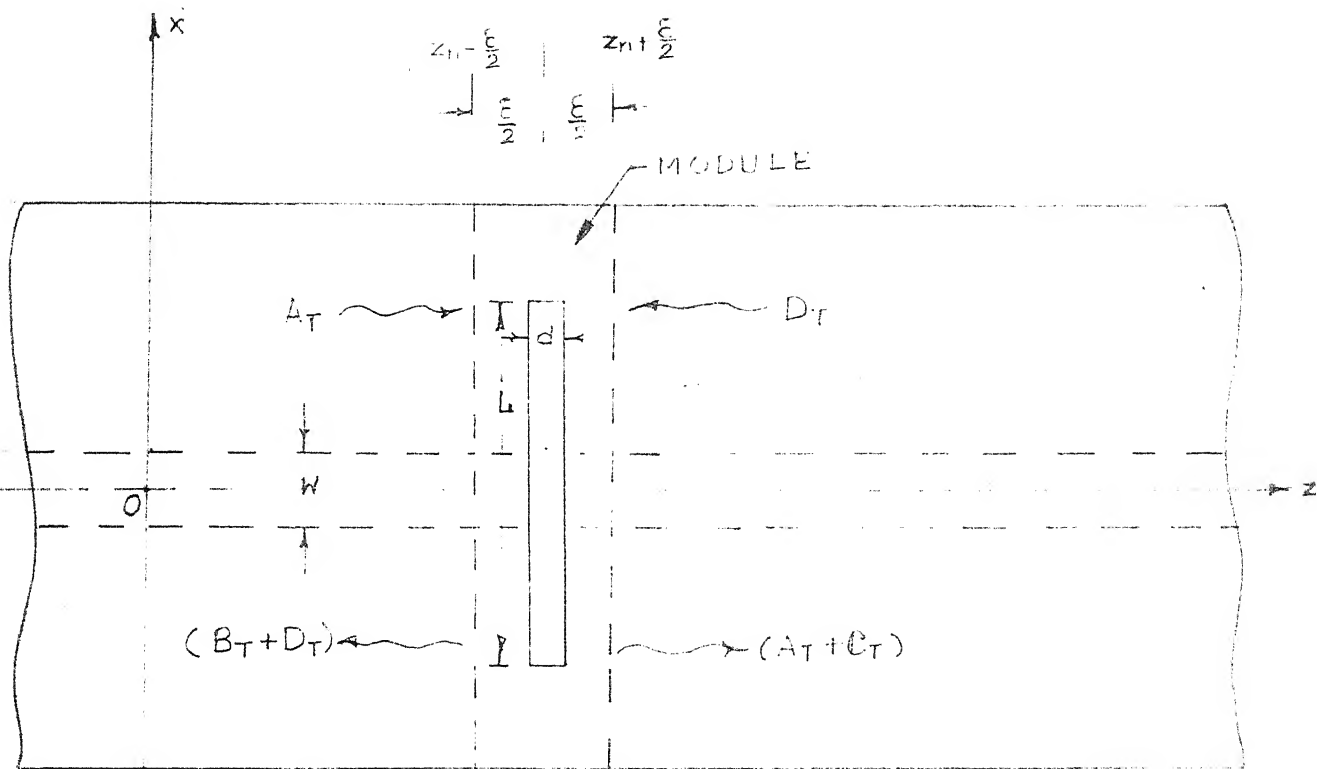 X
z_n - ξ/2
z_n + ξ/2
ξ/2
ξ/2
MODULE
A_T
D_T
d
L
W
O
z
(B_T + D_T)
(A_T + C_T)